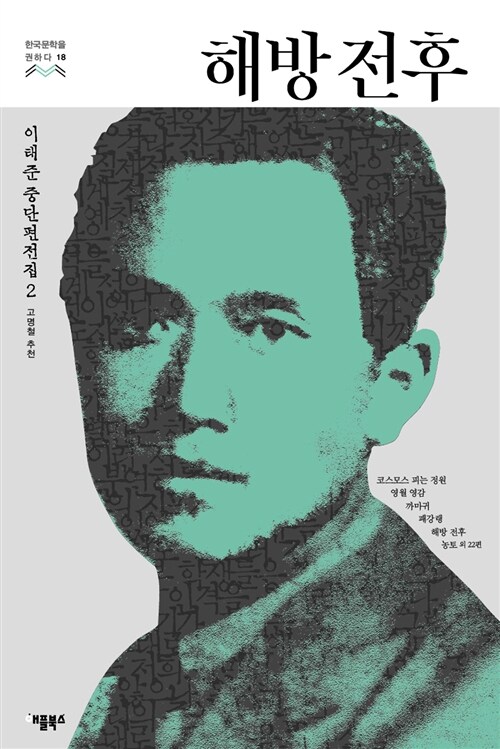 한국문학을
권하다 18
해방 전후
이태준 중단편전집 2
고명철 추천
코스모스 피는 정원
영월 영감
까마귀
패강랭
해방 전후
농토 외 22편
애플북스